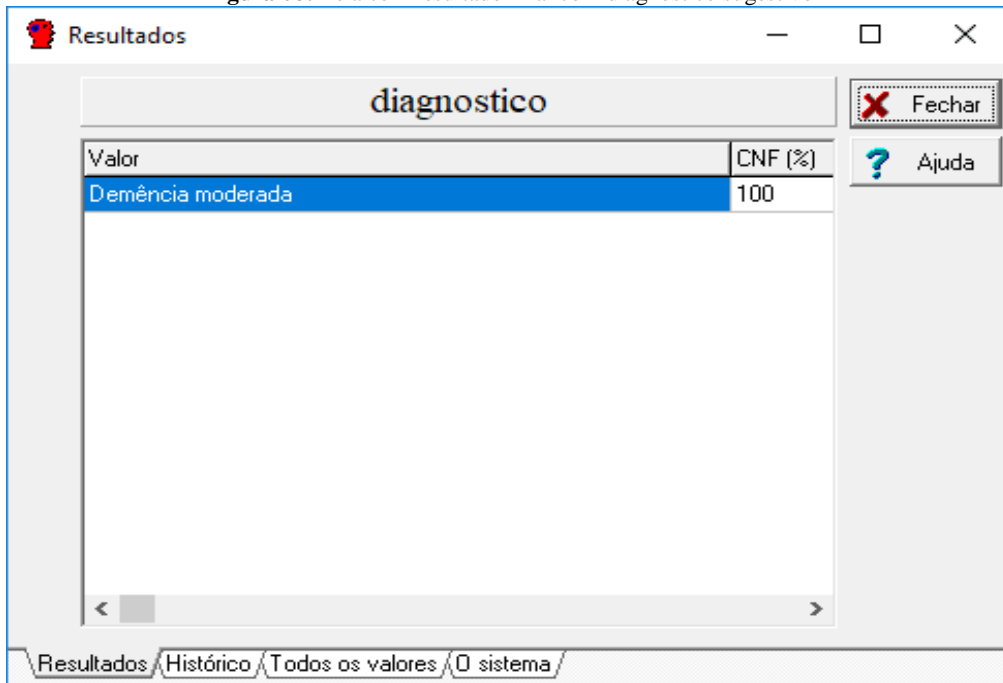 Resultados
diagnostico
Fechar
Valor
CNF (%)
Ajuda
Demência moderada
100
Resultados
Histórico
Todos os valores
O sistema